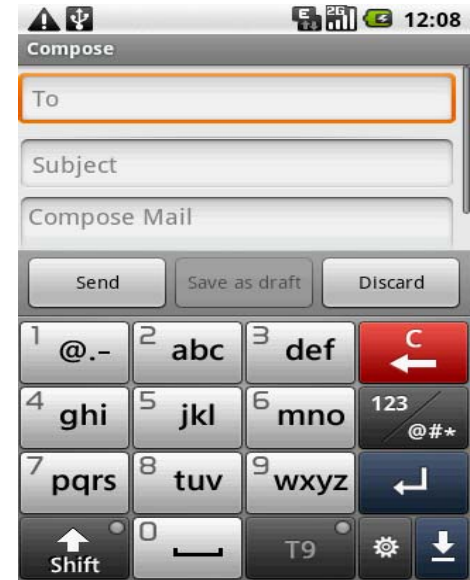 E 2G 12:08
Compose
To
Subject
Compose Mail
Send Save as draft Discard
1 @.- 2 abc 3 def C
4 ghi 5 jkl 6 mno 123 @#*
7 pqrs 8 tuv 9 wxyz
Shift 0 T9